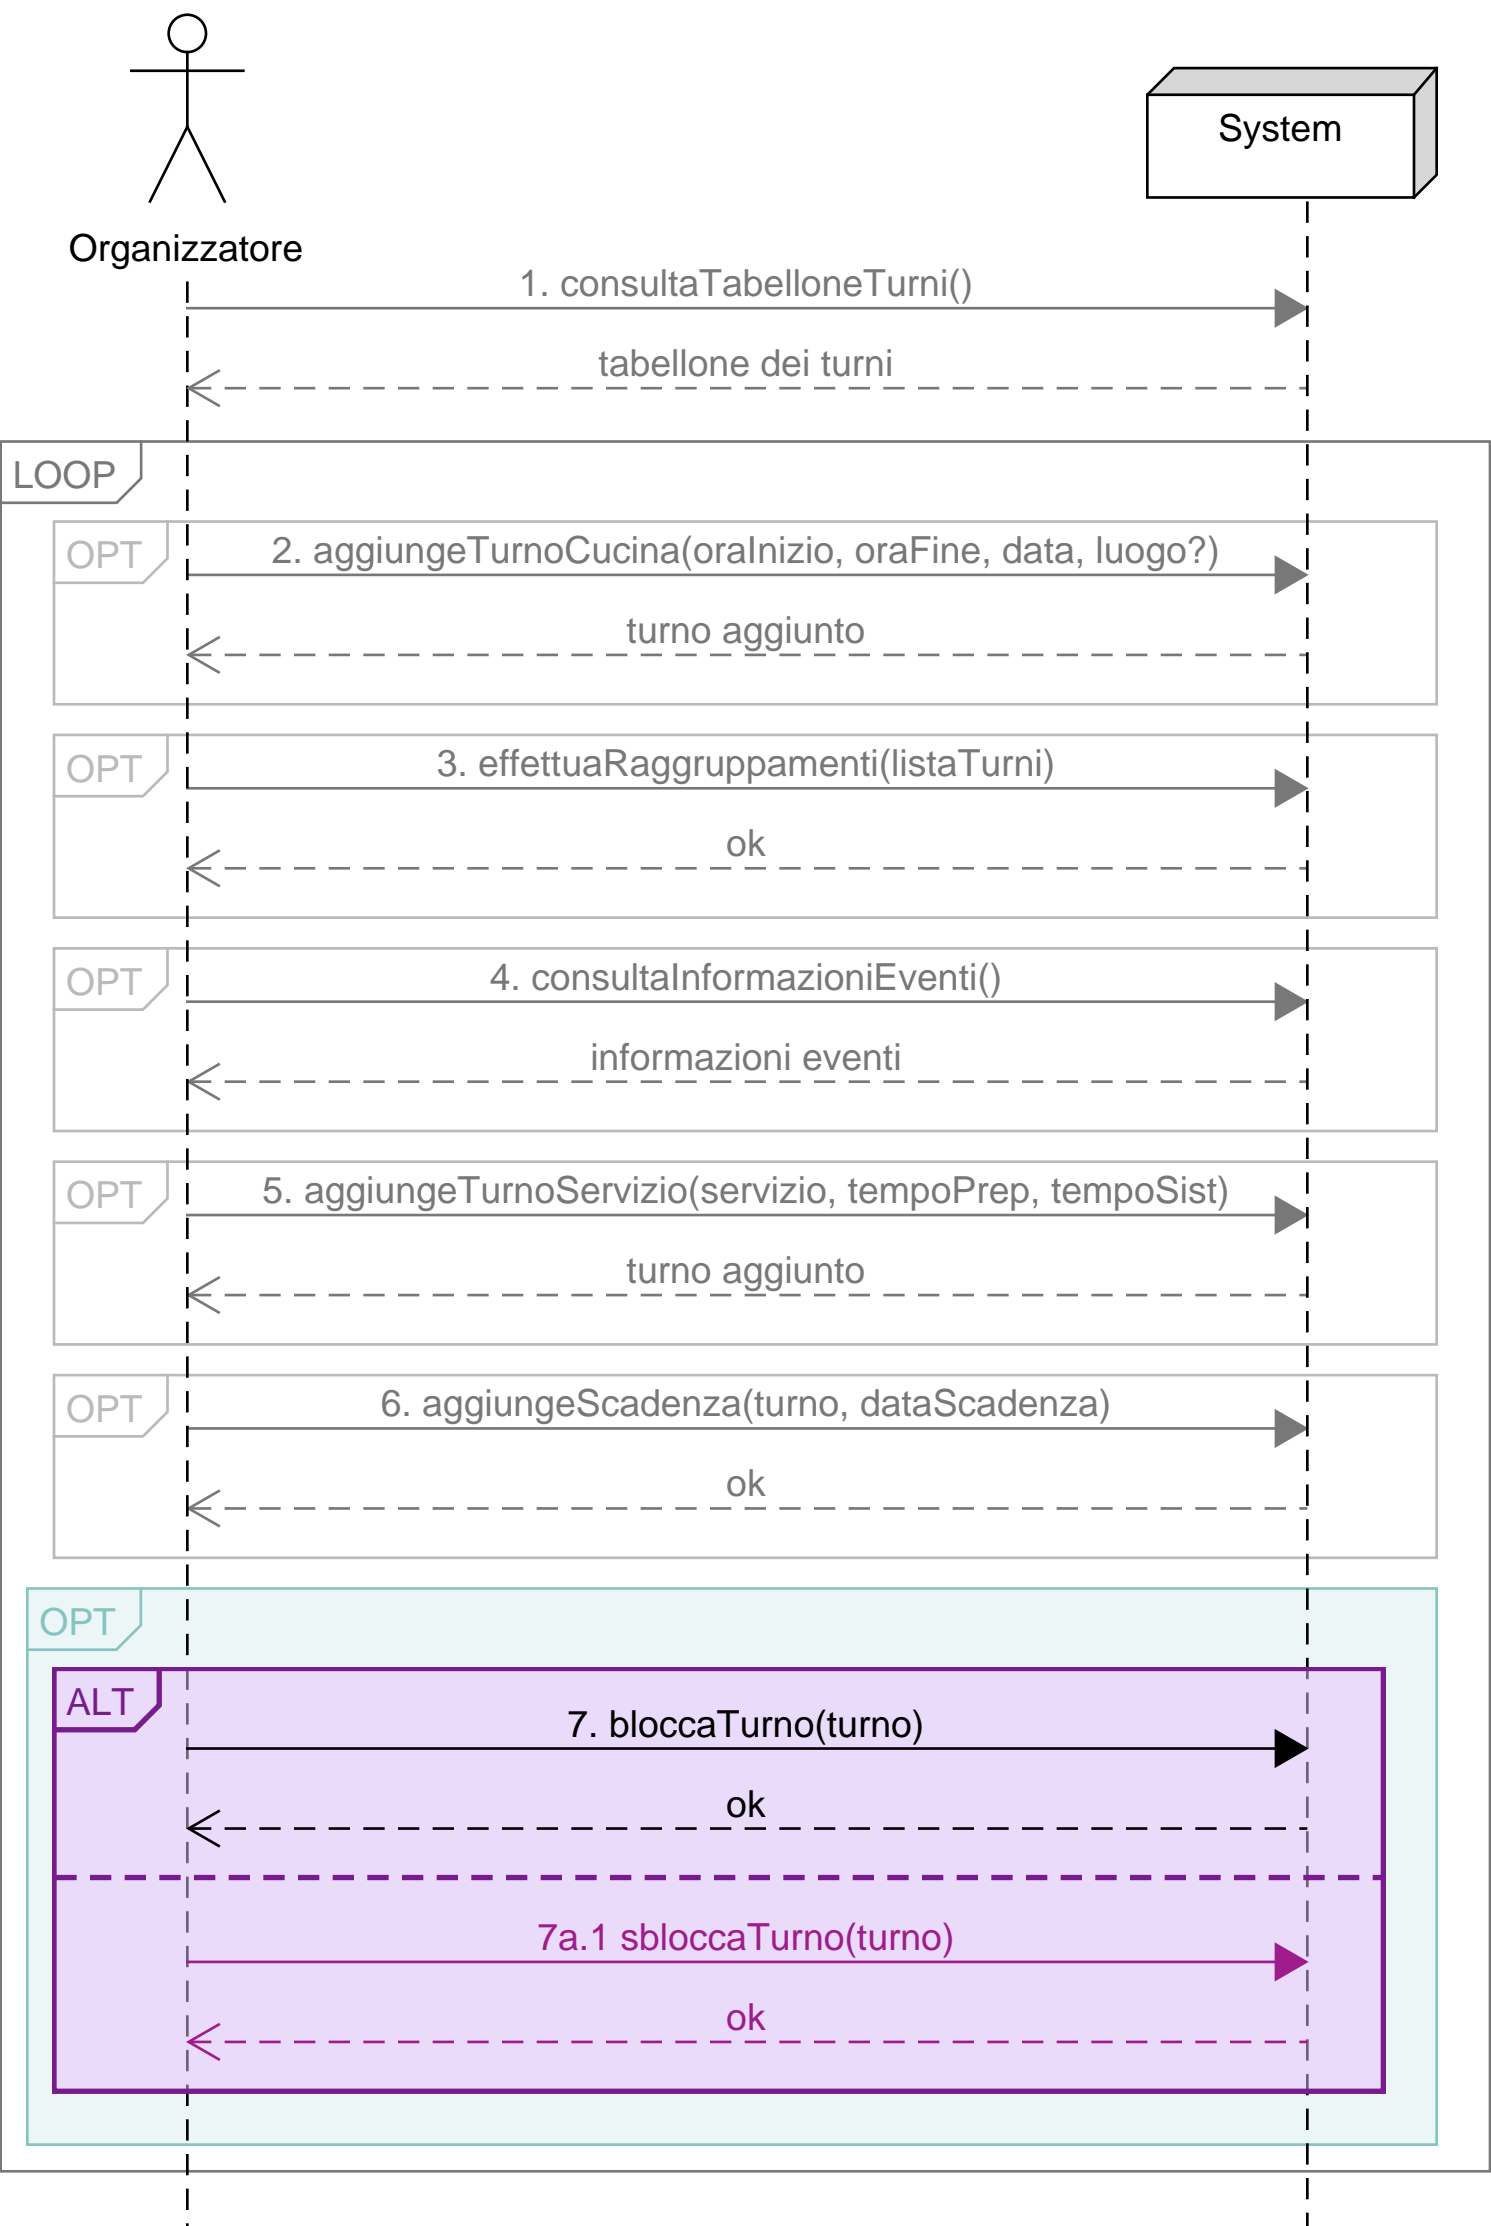 System
Organizzatore
1. consultaTabelloneTurni()
tabellone dei turni
LOOP
OPT
2. aggiungeTurnoCucina(oraInizio, oraFine, data, luogo?)
turno aggiunto
OPT
3. effettuaRaggruppamenti(listaTurni)
ok
OPT
4. consultaInformazioniEventi()
informazioni eventi
OPT
5. aggiungeTurnoServizio(servizio, tempoPrep, tempoSist)
turno aggiunto
OPT
6. aggiungeScadenza(turno, dataScadenza)
ok
OPT
ALT
7. bloccaTurno(turno)
ok
7a.1 sbloccaTurno(turno)
ok